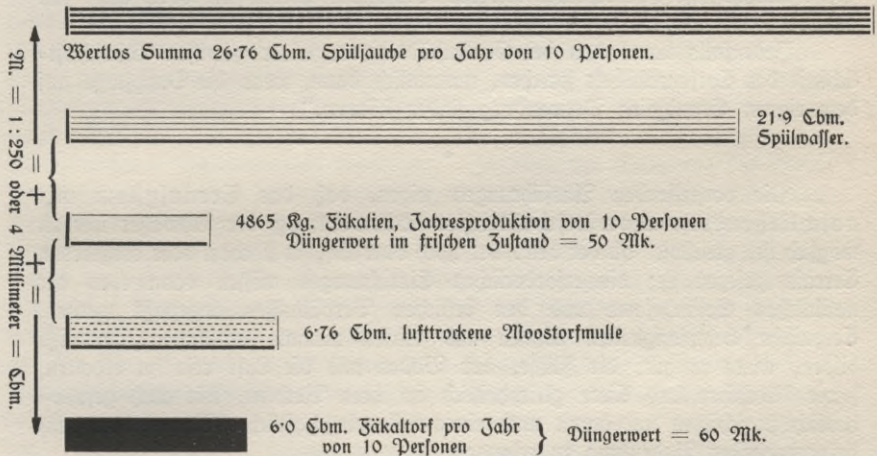 Wertlos Summa 26·76 Cbm. Spüljauche pro Jahr von 10 Personen.
21·9 Cbm.
Spülwasser.
4865 Kg. Fäkalien, Jahresproduktion von 10 Personen
Düngerwert im frischen Zustand = 50 Mk.
6·76 Cbm. lufttrockene Moostorfmulle
6·0 Cbm. Fäkaltorf pro Jahr
von 10 Personen } Düngerwert = 60 Mk.
M. = 1 : 250 oder 4 Millimeter = Cbm.
= + + =